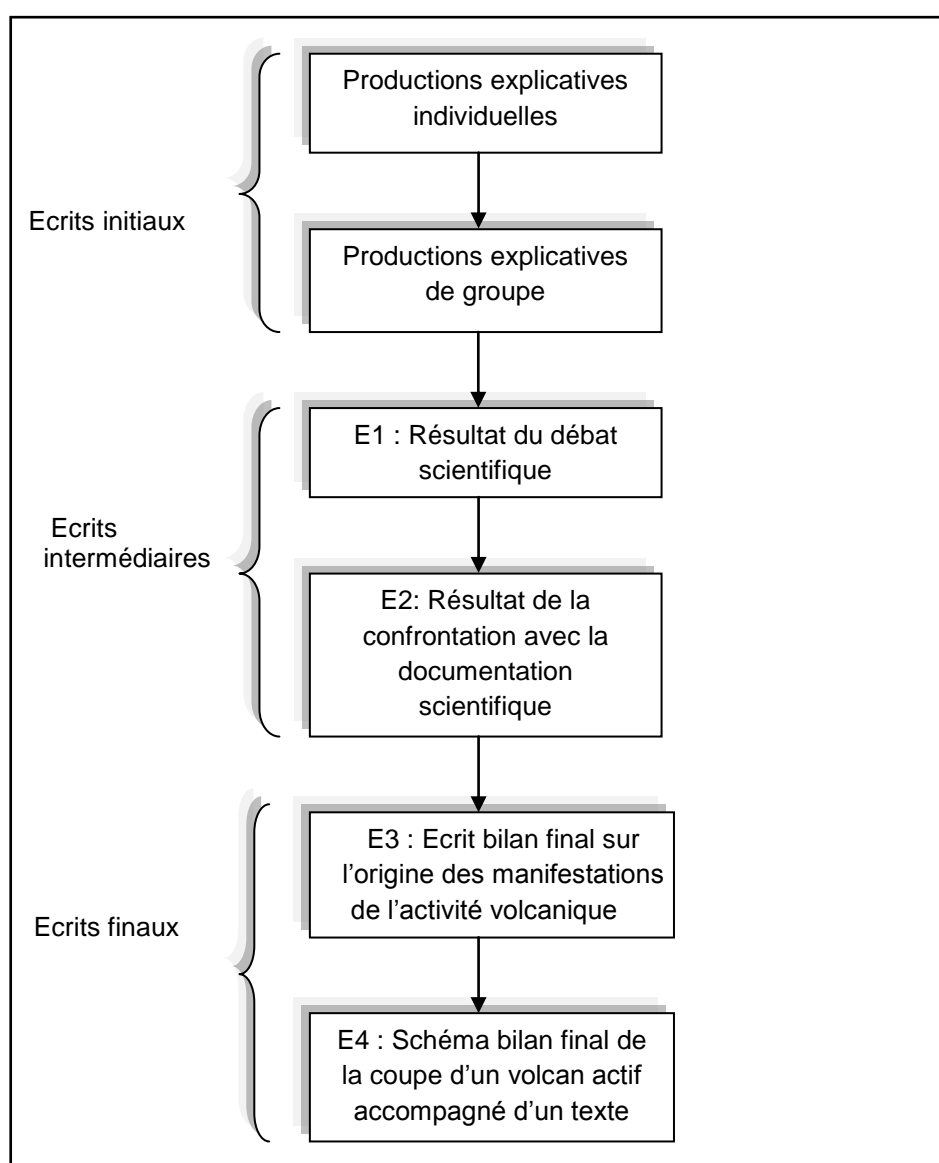 Productions explicatives
individuelles
Ecrits initiaux
Productions explicatives
de groupe
E1 : Résultat du débat
scientifique
Ecrits
intermédiaires
E2: Résultat de la
confrontation avec la
documentation
scientifique
E3 : Ecrit bilan final sur
l’origine des manifestations
de l’activité volcanique
Ecrits finaux
E4 : Schéma bilan final de
la coupe d’un volcan actif
accompagné d’un texte